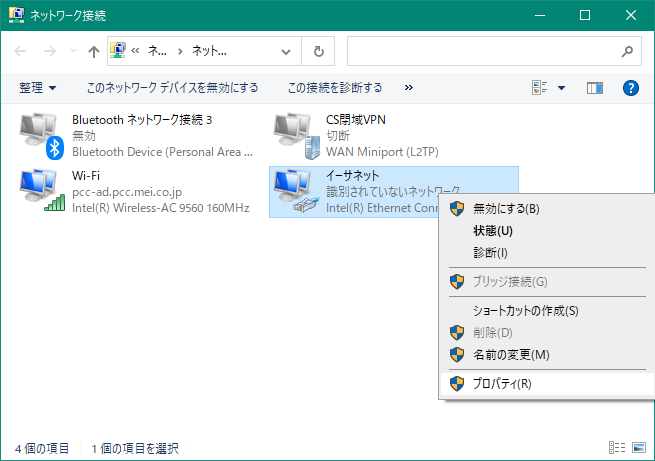 ネットワーク接続
« ネ... › ネット...
整理 このネットワーク デバイスを無効にする この接続を診断する »
Bluetooth ネットワーク接続 3
無効
Bluetooth Device (Personal Area ...
CS閉域VPN
切断
WAN Miniport (L2TP)
Wi-Fi
pcc-ad.pcc.mei.co.jp
Intel(R) Wireless-AC 9560 160MHz
イーサネット
識別されていないネットワーク
Intel(R) Ethernet Conn
無効にする(B)
状態(U)
診断(I)
ブリッジ接続(G)
ショートカットの作成(S)
削除(D)
名前の変更(M)
プロパティ(R)
4 個の項目 1 個の項目を選択